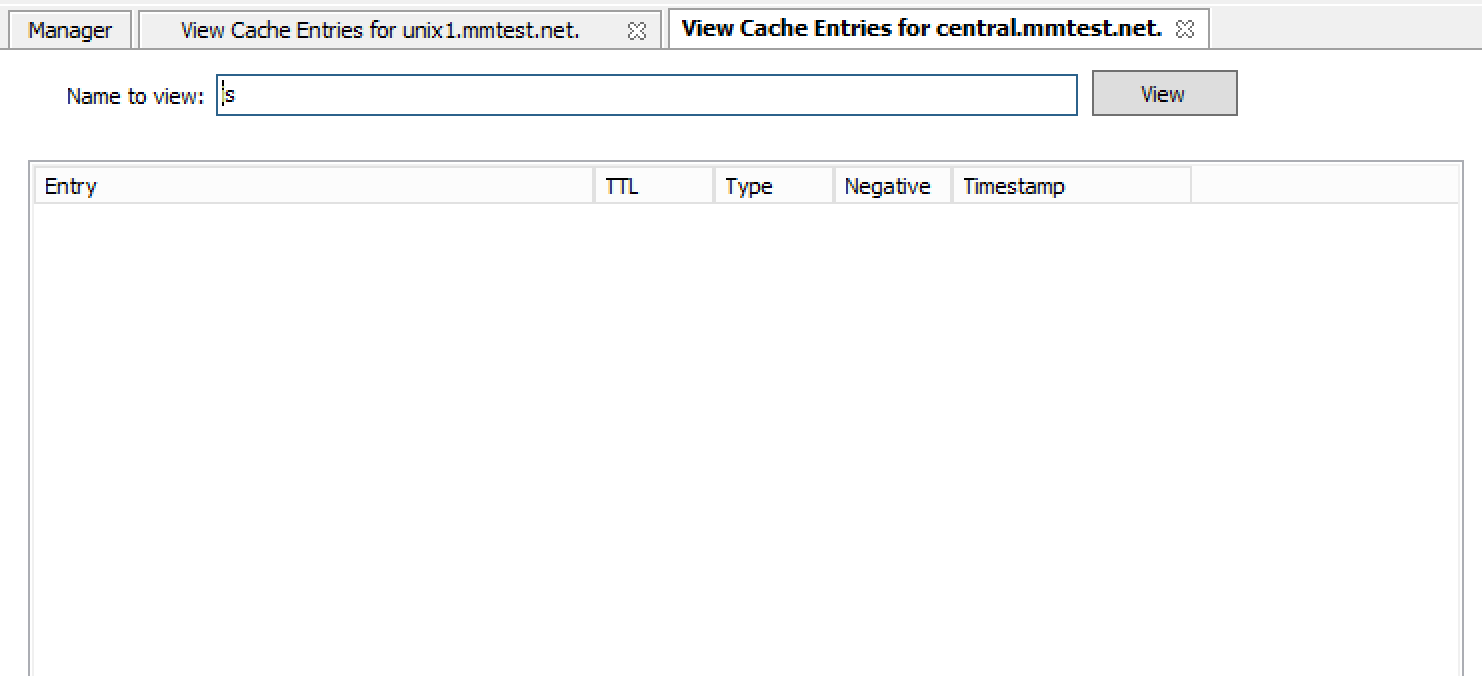 Manager View Cache Entries for unix1.mmtest.net. View Cache Entries for central.mmtest.net.
Name to view: is View
Entry TTL Type Negative Timestamp